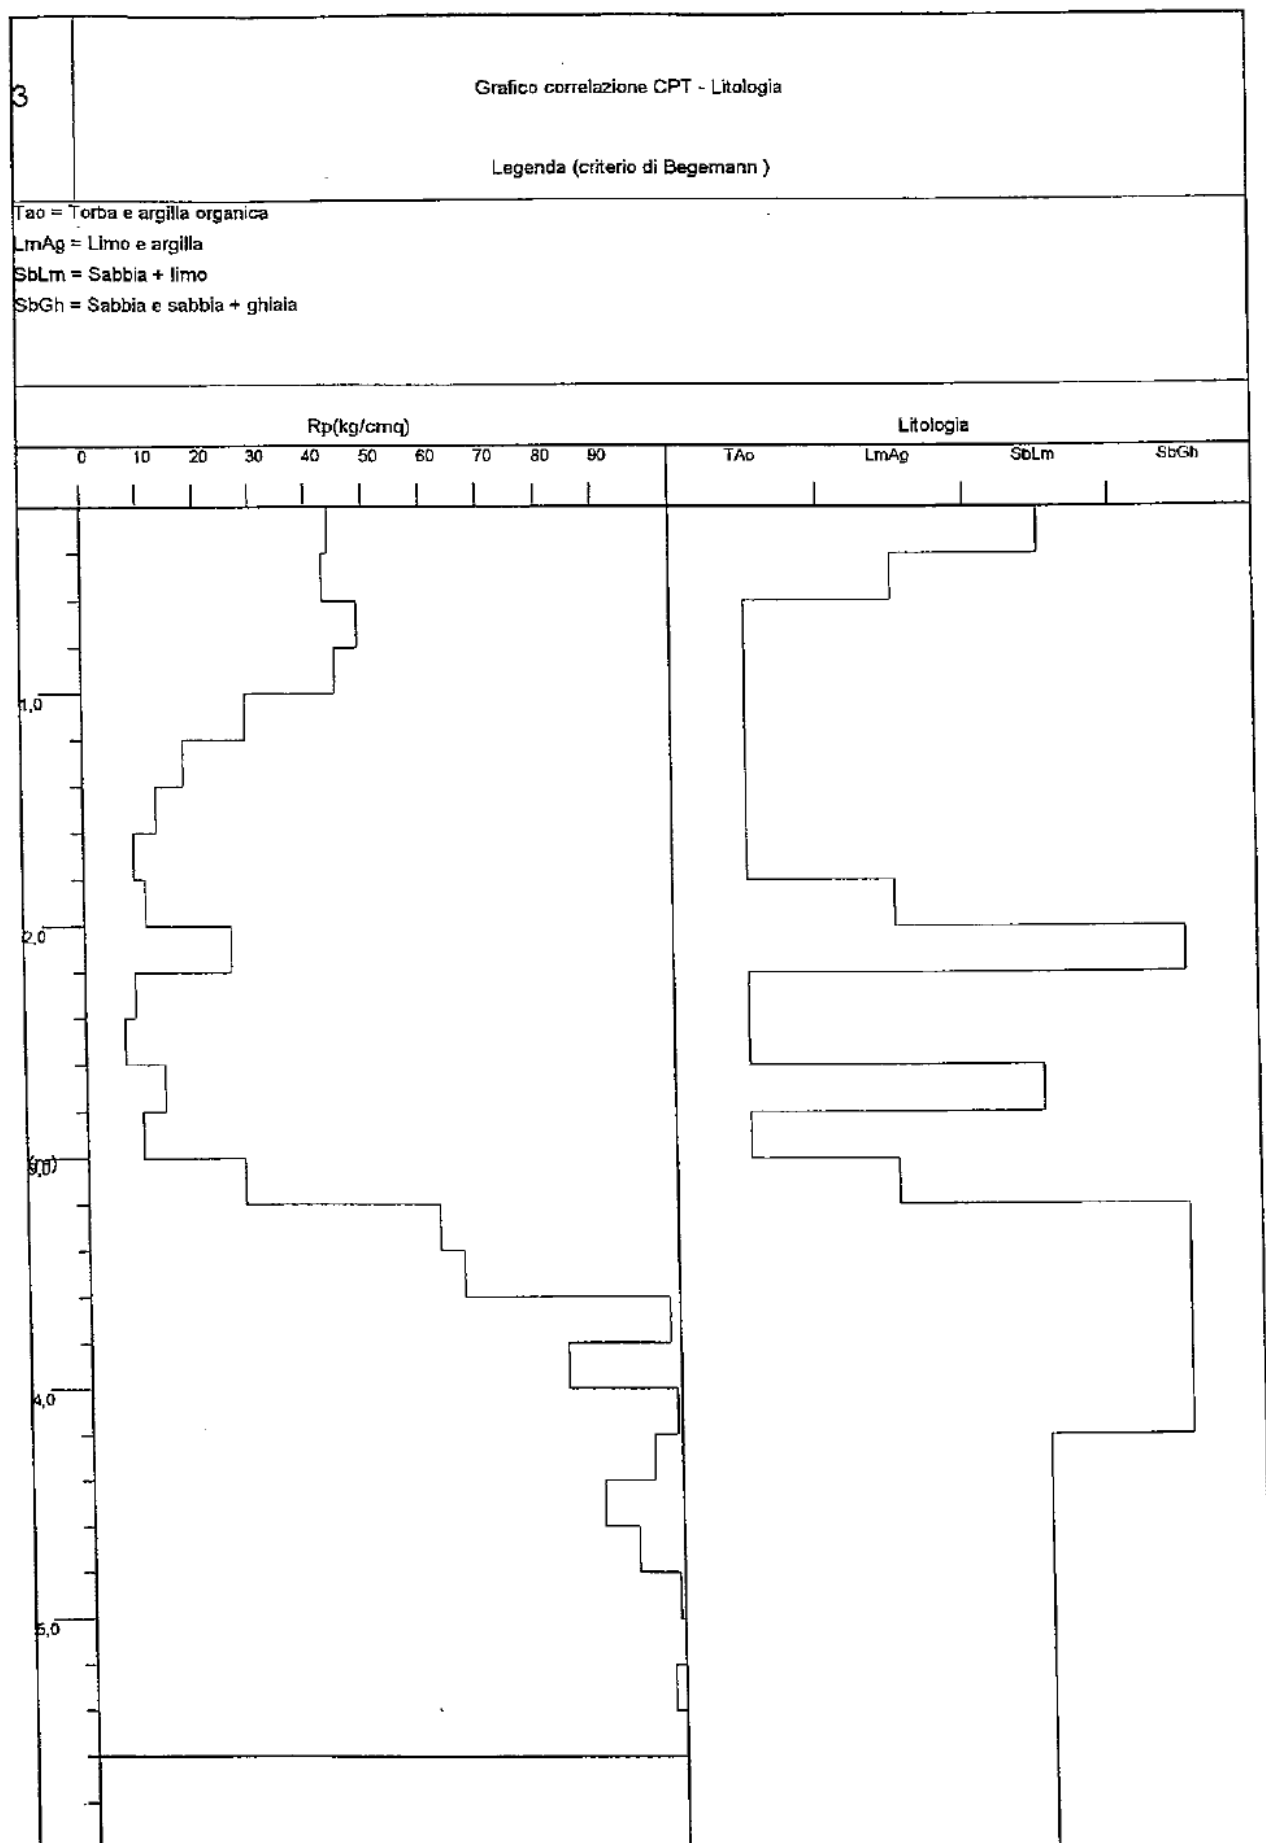 3
Grafico correlazione CPT - Litologia
Legenda (criterio di Begemann )
Tao = Torba e argilla organica
LmAg = Limo e argilla
SbLm = Sabbia + limo
SbGh = Sabbia e sabbia + ghiaia
Rp(kg/cmq) Litologia
0 10 20 30 40 50 60 70 80 90 TAo LmAg SbLm SbGh
1,0
2,0
4,0
5,0